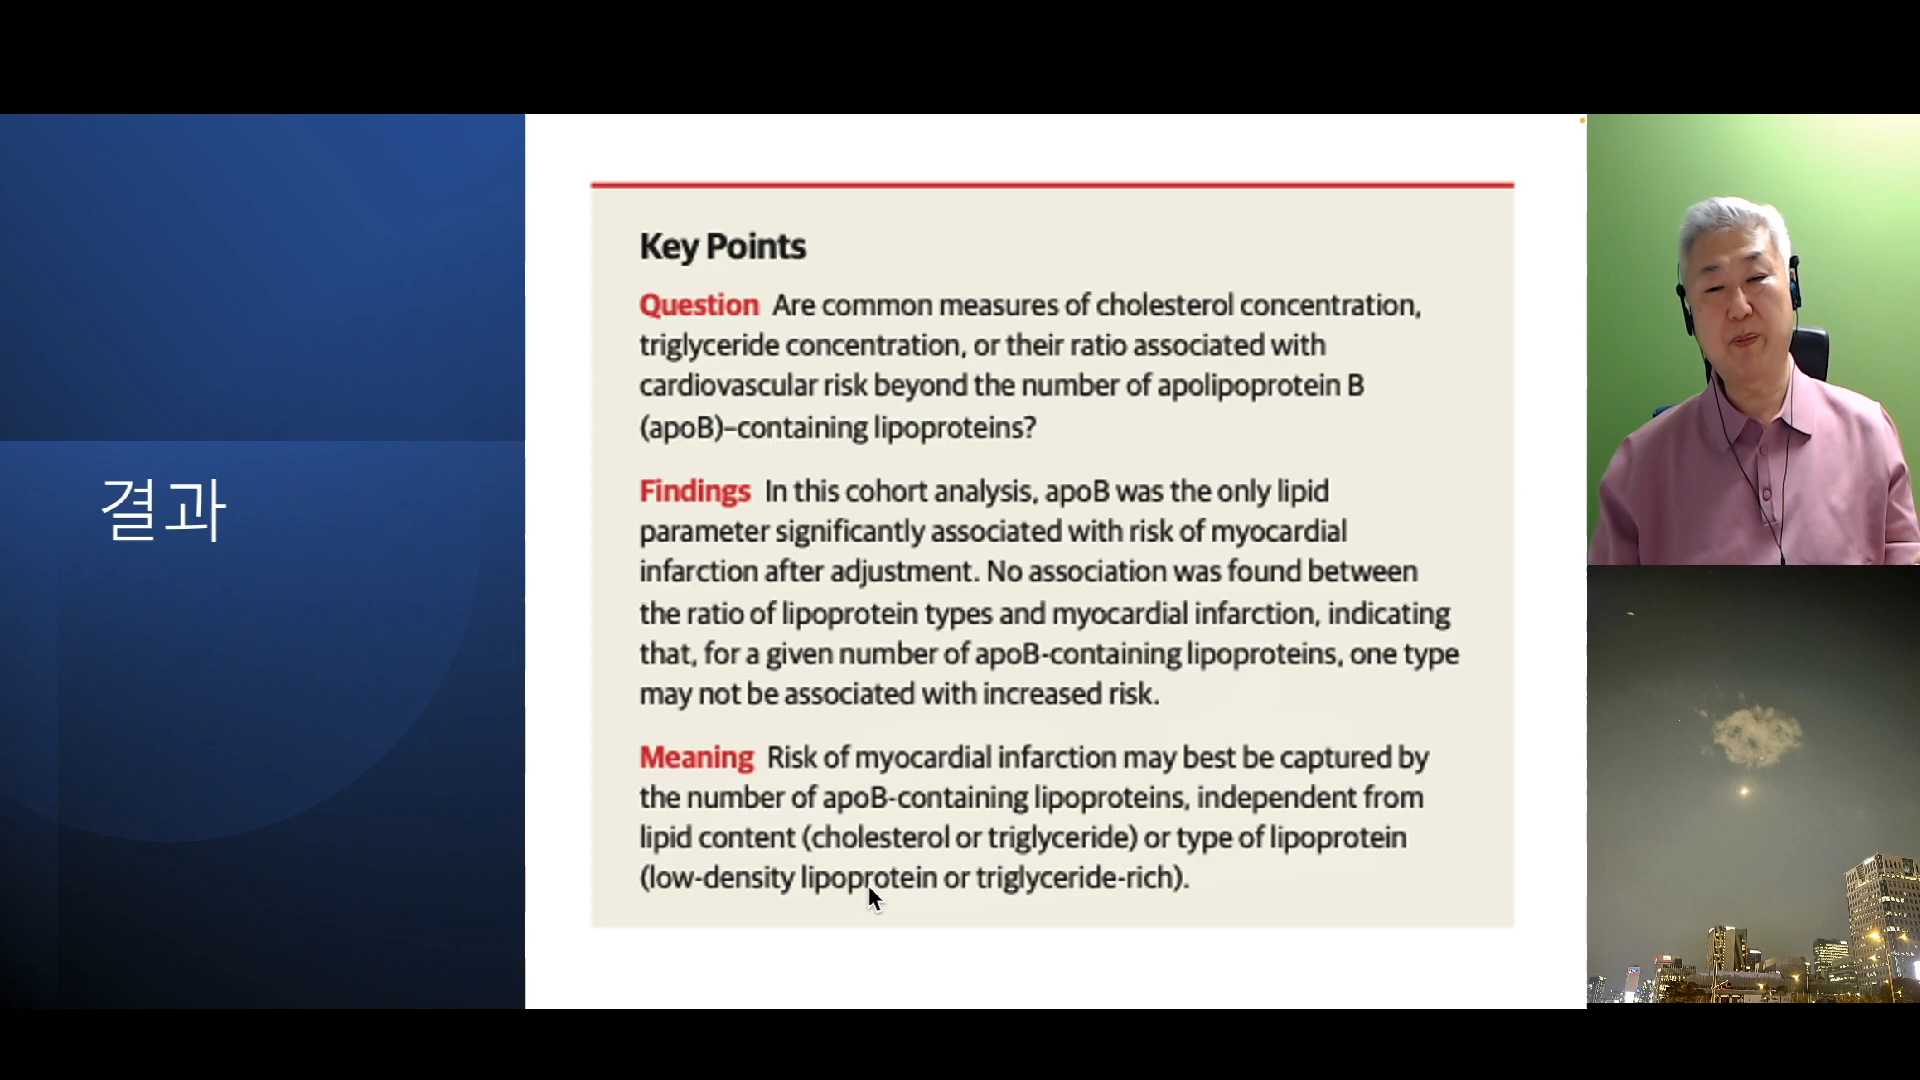 결과
Key Points
Question Are common measures of cholesterol concentration,
triglyceride concentration, or their ratio associated with
cardiovascular risk beyond the number of apolipoprotein B
(apoB)–containing lipoproteins?
Findings In this cohort analysis, apoB was the only lipid
parameter significantly associated with risk of myocardial
infarction after adjustment. No association was found between
the ratio of lipoprotein types and myocardial infarction, indicating
that, for a given number of apoB-containing lipoproteins, one type
may not be associated with increased risk.
Meaning Risk of myocardial infarction may best be captured by
the number of apoB-containing lipoproteins, independent from
lipid content (cholesterol or triglyceride) or type of lipoprotein
(low-density lipoprotein or triglyceride-rich).